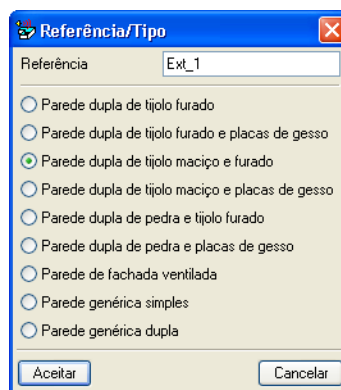 Referência/Tipo
Referência Ext_1
Parede dupla de tijolo furado
Parede dupla de tijolo furado e placas de gesso
Parede dupla de tijolo maciço e furado
Parede dupla de tijolo maciço e placas de gesso
Parede dupla de pedra e tijolo furado
Parede dupla de pedra e placas de gesso
Parede de fachada ventilada
Parede genérica simples
Parede genérica dupla
Aceitar Cancelar